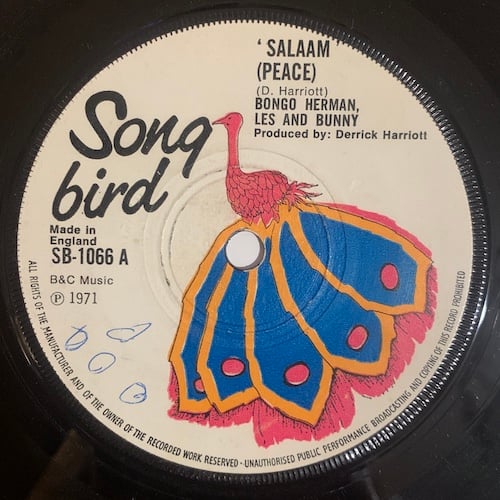 ' SALAAM
(PEACE)
(D. Harriott)
BONGO HERMAN,
LES AND BUNNY
Produced by: Derrick Harriott
Song
bird
Made in
England
SB-1066 A
B&C Music
Ⓟ 1971
ALL RIGHTS OF THE MANUFACTURER AND OF THE OWNER OF THE RECORDED WORK RESERVED - UNAUTHORISED PUBLIC PERFORMANCE BROADCASTING AND COPYING OF THIS RECORD PROHIBITED